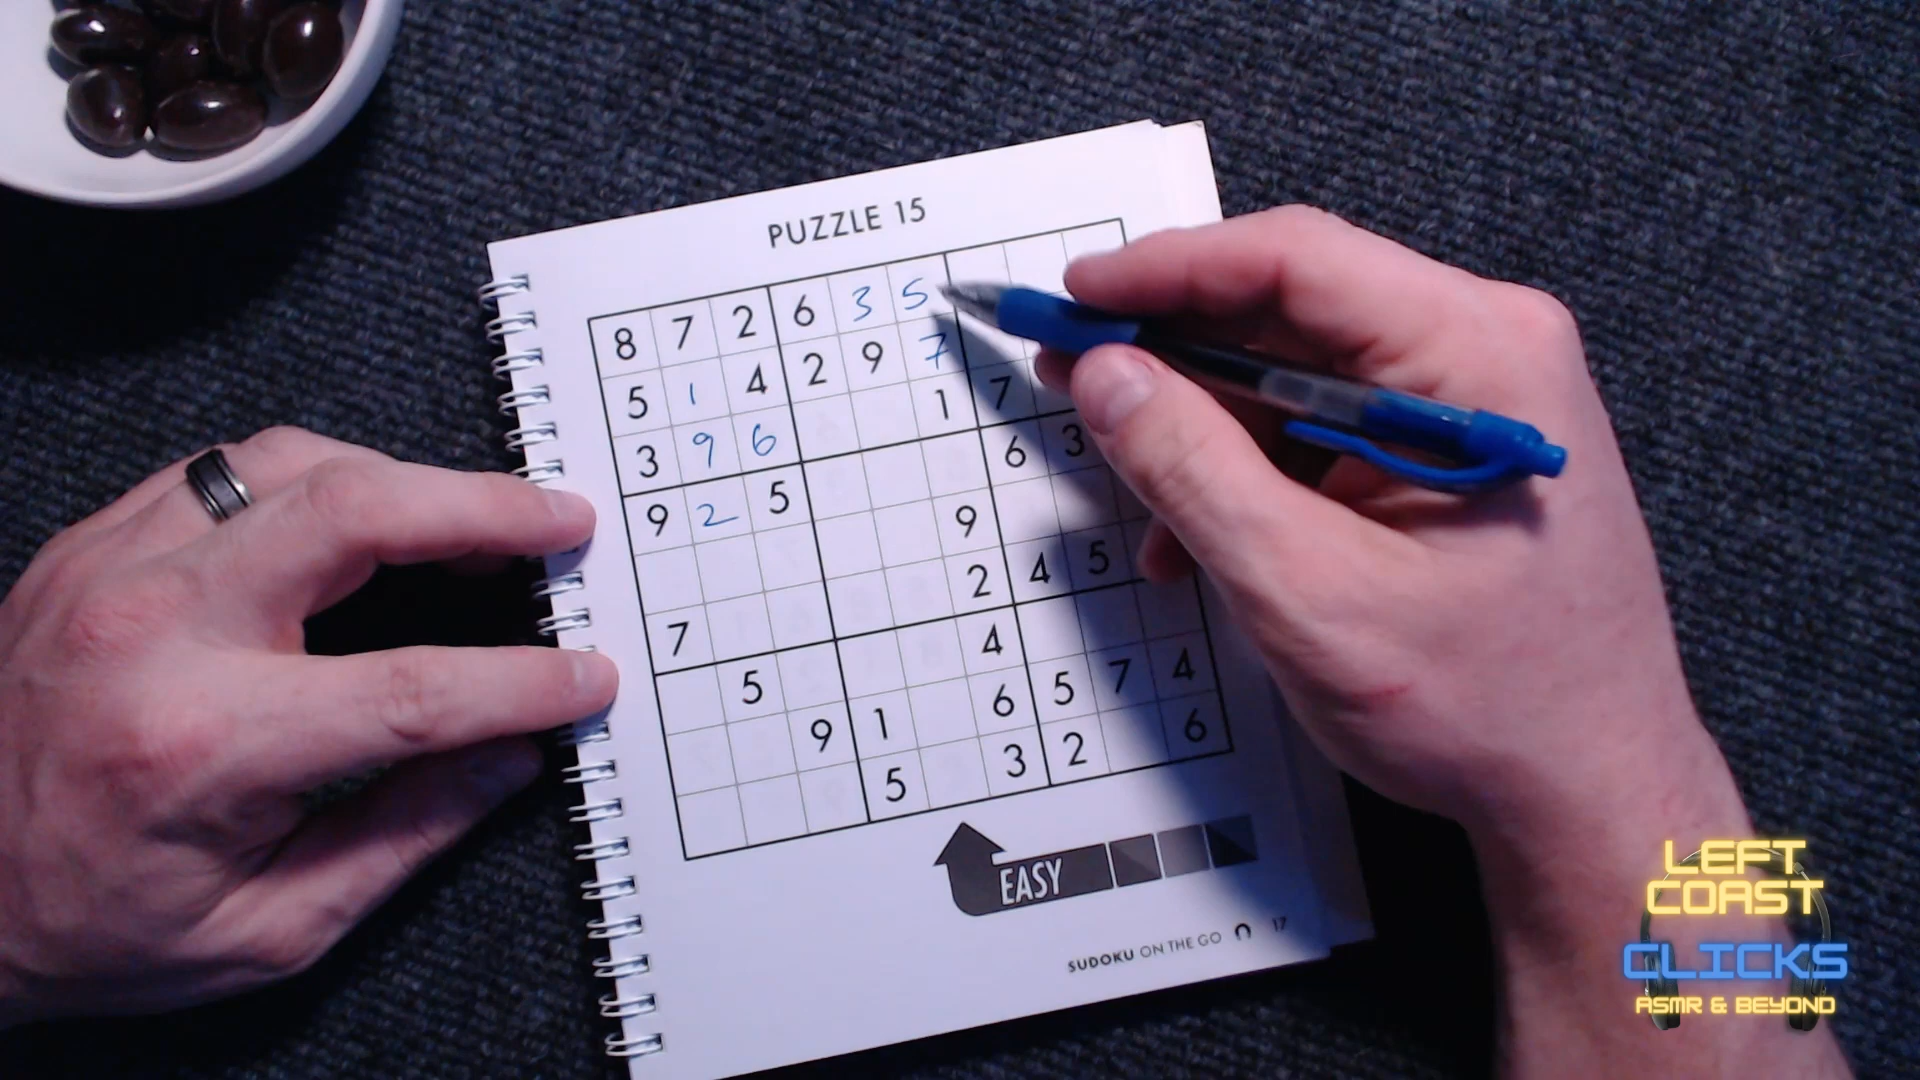 PUZZLE 15
8 7 2 6 3 5
5 1 4 2 9 7
3 9 6 1 7
9 2 5 6 3
9
7 2 4 5
5 4
9 1 6 5 7 4
5 3 2 6
EASY
SUDOKU ON THE GO 17
LEFT
COAST
CLICKS
ASMR & BEYOND